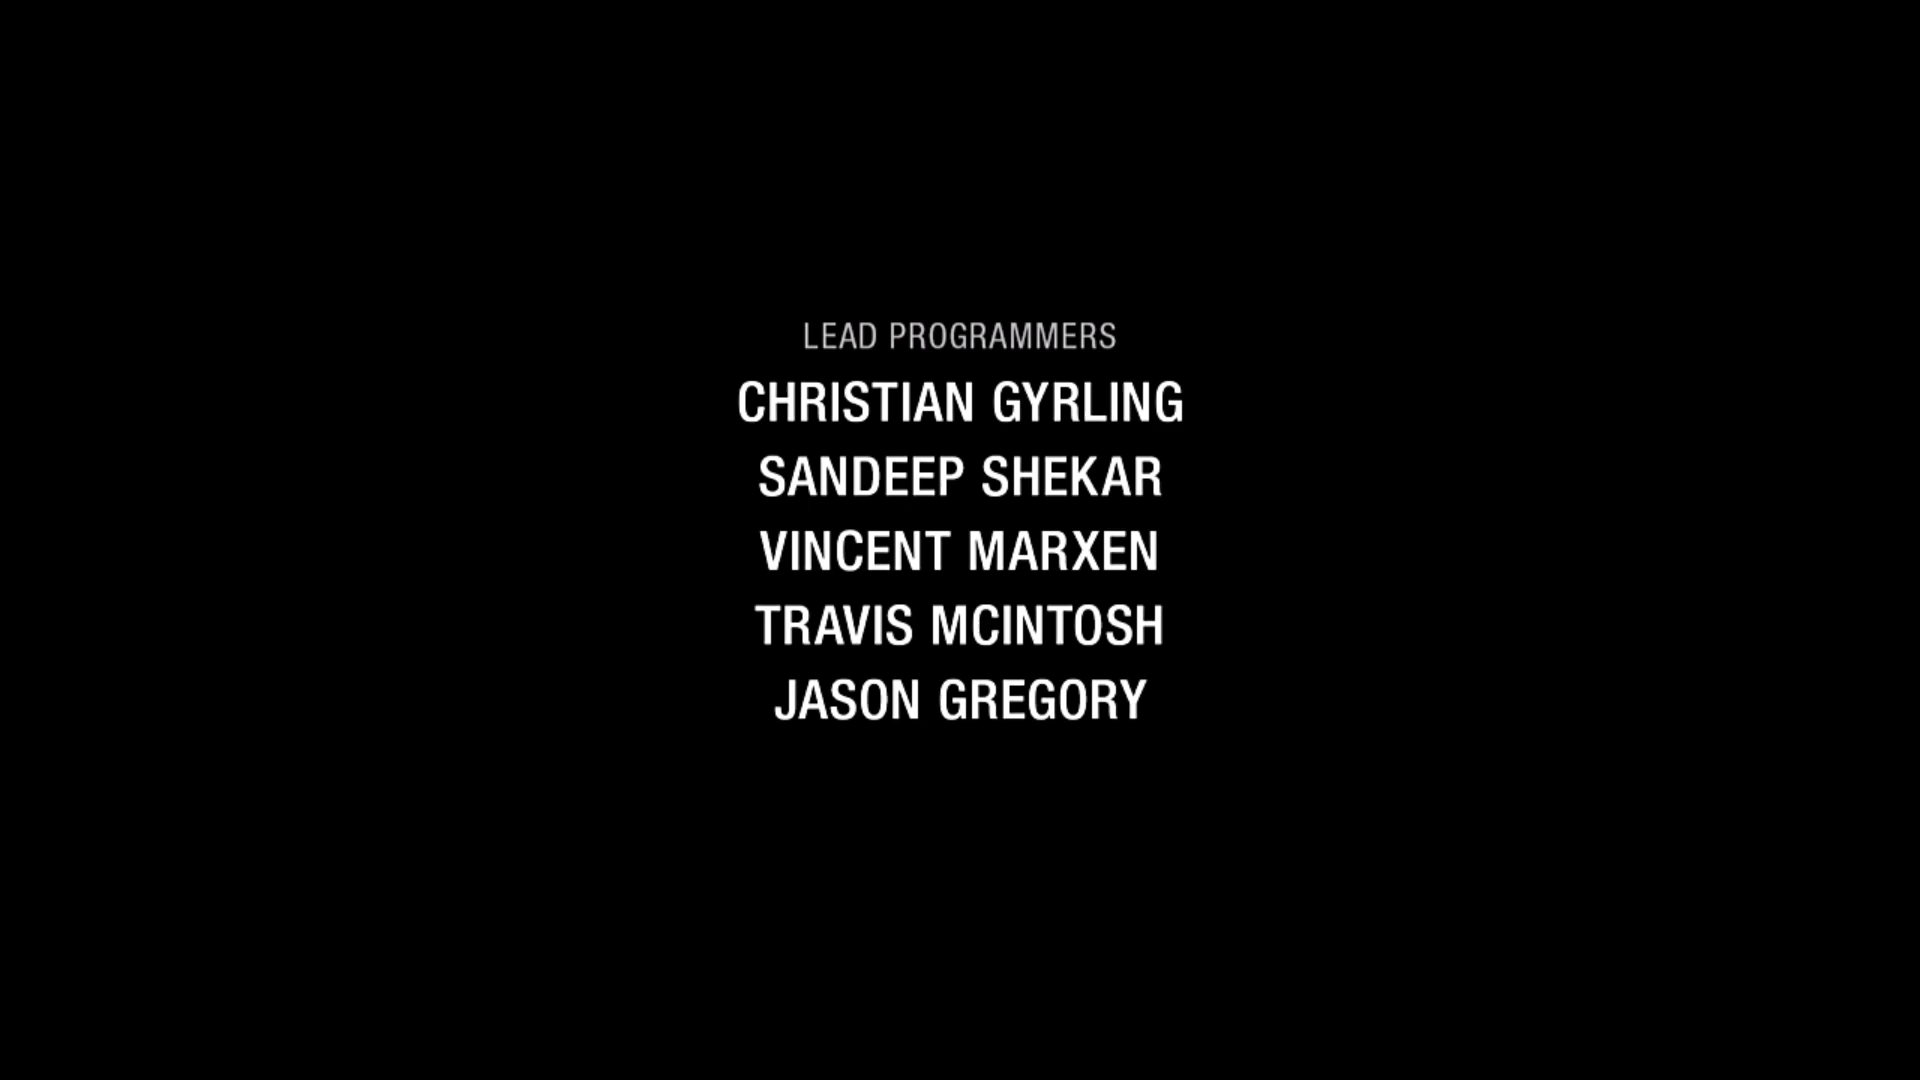 LEAD PROGRAMMERS
CHRISTIAN GYRLING
SANDEEP SHEKAR
VINCENT MARXEN
TRAVIS MCINTOSH
JASON GREGORY